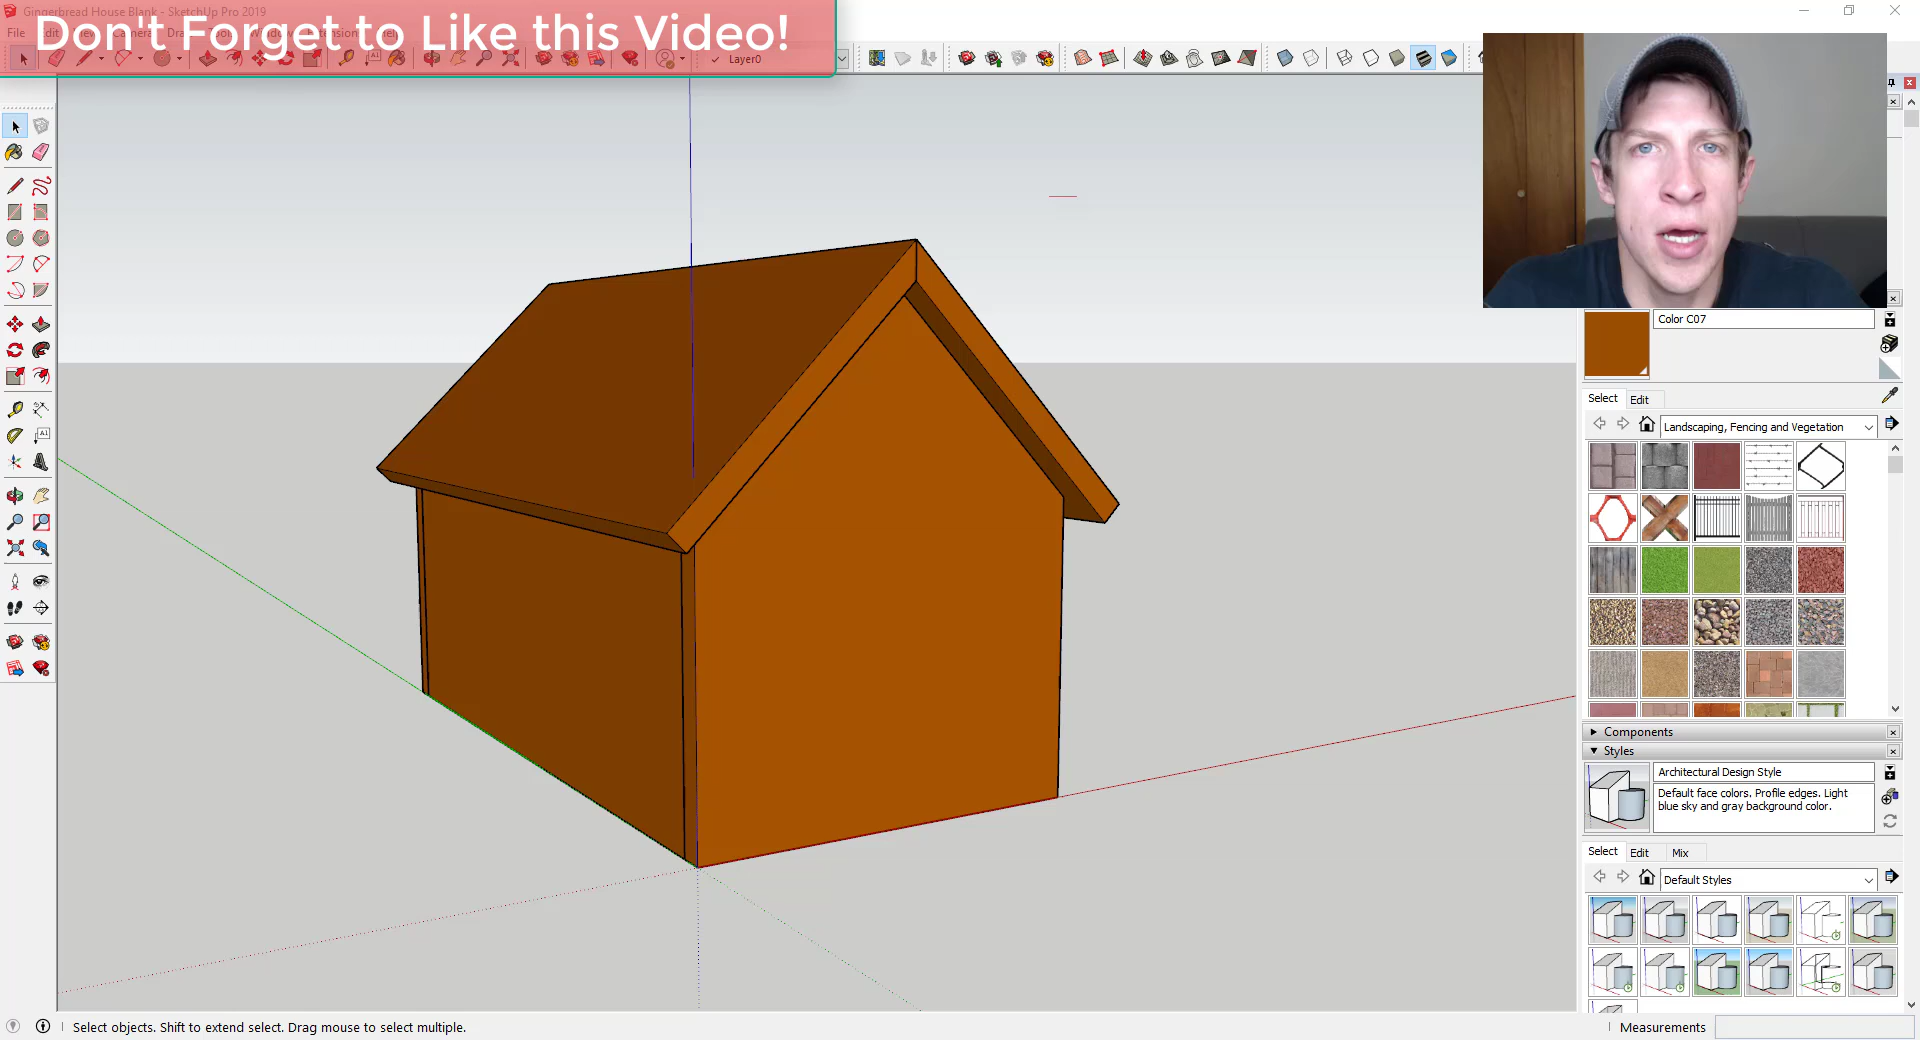 Gingerbread House Blank - SketchUp Pro 2019
Don't Forget to Like this Video!
File
Layer0
Color C07
Select
Edit
Landscaping, Fencing and Vegetation
Components
Styles
Architectural Design Style
Default face colors. Profile edges. Light
blue sky and gray background color.
Select
Edit
Mix
Default Styles
Select objects. Shift to extend select. Drag mouse to select multiple.
Measurements